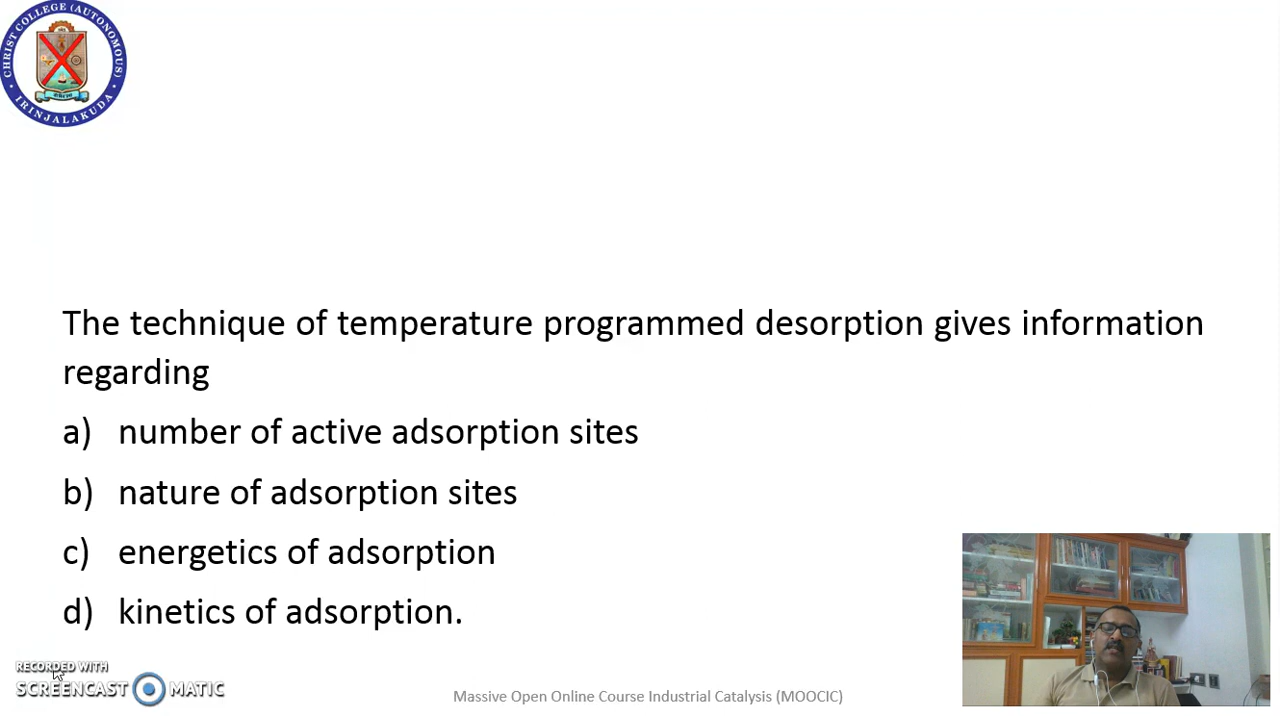 CHRIST COLLEGE (AUTONOMOUS)
IRINJALAKUDA
The technique of temperature programmed desorption gives information
regarding
a) number of active adsorption sites
b) nature of adsorption sites
c) energetics of adsorption
d) kinetics of adsorption.
RECORDED WITH
SCREENCAST MATIC
Massive Open Online Course Industrial Catalysis (MOOCIC)